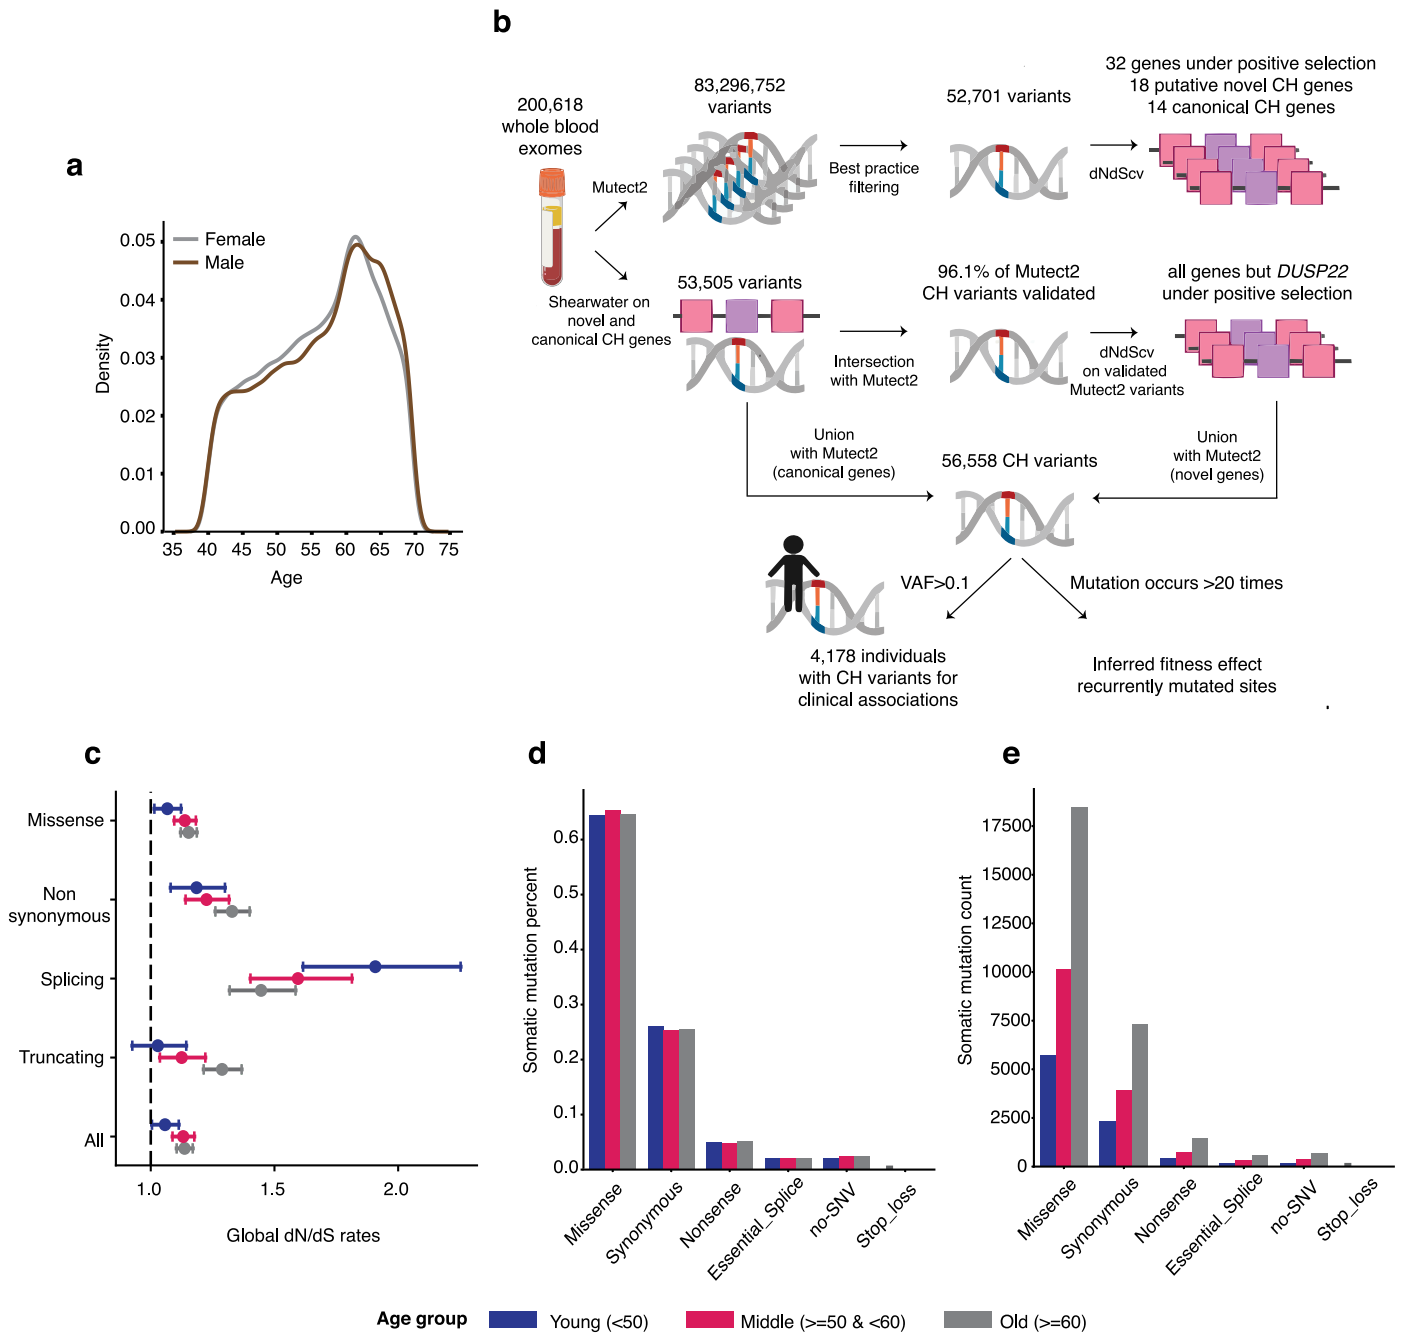 a
Female
Male
0.05
0.04
0.03
0.02
0.01
0.00
Density
35 40 45 50 55 60 65 70 75
Age
b
200,618
whole blood
exomes
Mutect2
83,296,752
variants
Best practice
filtering
52,701 variants
dNdScv
32 genes under positive selection
18 putative novel CH genes
14 canonical CH genes
Shearwater on
novel and
canonical CH genes
53,505 variants
Intersection
with Mutect2
96.1% of Mutect2
CH variants validated
dNdScv
on validated
Mutect2 variants
all genes but DUSP22
under positive selection
Union
with Mutect2
(canonical genes)
56,558 CH variants
Union
with Mutect2
(novel genes)
VAF>0.1
Mutation occurs >20 times
4,178 individuals
with CH variants for
clinical associations
Inferred fitness effect
recurrently mutated sites
c
Missense
Non
synonymous
Splicing
Truncating
All
1.0 1.5 2.0
Global dN/dS rates
d
Somatic mutation percent
0.6
0.5
0.4
0.3
0.2
0.1
0.0
Missense
Synonymous
Nonsense
Essential_Splice
no-SNV
Stop_loss
e
Somatic mutation count
17500
15000
12500
10000
7500
5000
2500
0
Missense
Synonymous
Nonsense
Essential_Splice
no-SNV
Stop_loss
Age group Young (<50) Middle (>=50 & <60) Old (>=60)